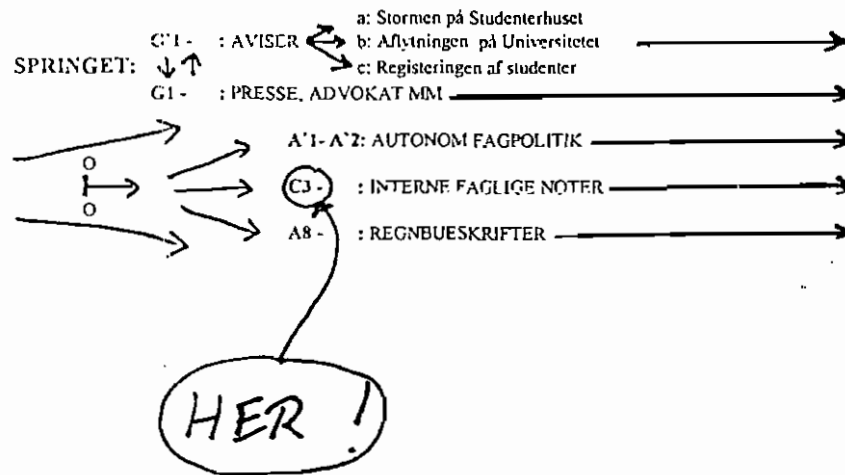 a: Stormen på Studenterhuset
G'1 - : AVISER b: Aflytningen på Universitetet
SPRINGET: c: Registeringen af studenter
G1 - : PRESSE, ADVOKAT MM
A'1- A'2: AUTONOM FAGPOLITIK
O
C3 - : INTERNE FAGLIGE NOTER
O
A8 - : REGNBUESKRIFTER
HER !